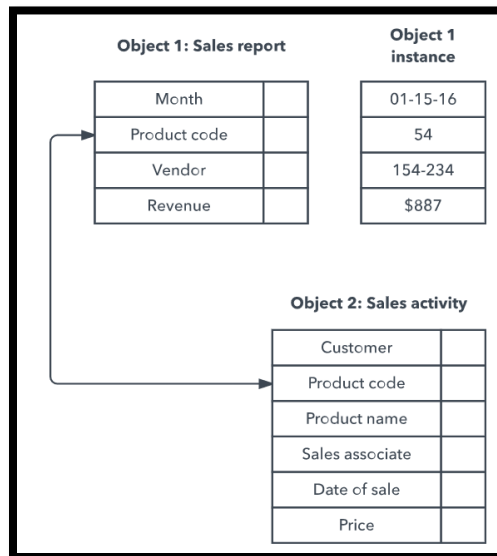 Object 1: Sales report
Month
Product code
Vendor
Revenue
Object 1
instance
01-15-16
54
154-234
$887
Object 2: Sales activity
Customer
Product code
Product name
Sales associate
Date of sale
Price